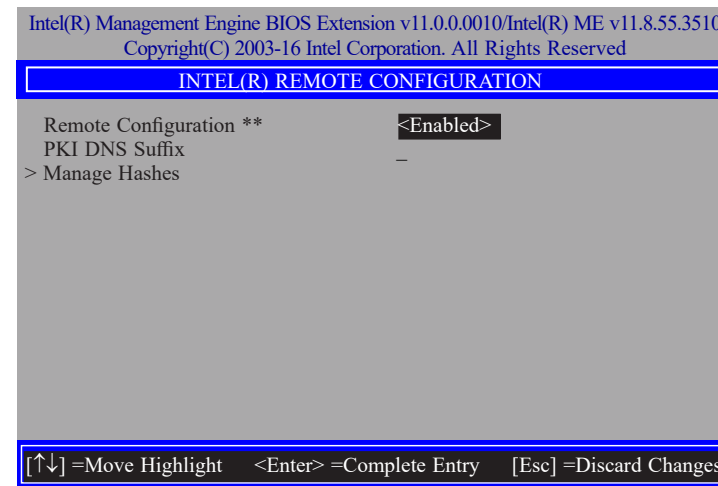 Intel(R) Management Engine BIOS Extension v11.0.0.0010/Intel(R) ME v11.8.55.3510
Copyright(C) 2003-16 Intel Corporation. All Rights Reserved
INTEL(R) REMOTE CONFIGURATION
Remote Configuration ** <Enabled>
PKI DNS Suffix _
> Manage Hashes
[↑↓] =Move Highlight <Enter> =Complete Entry [Esc] =Discard Changes